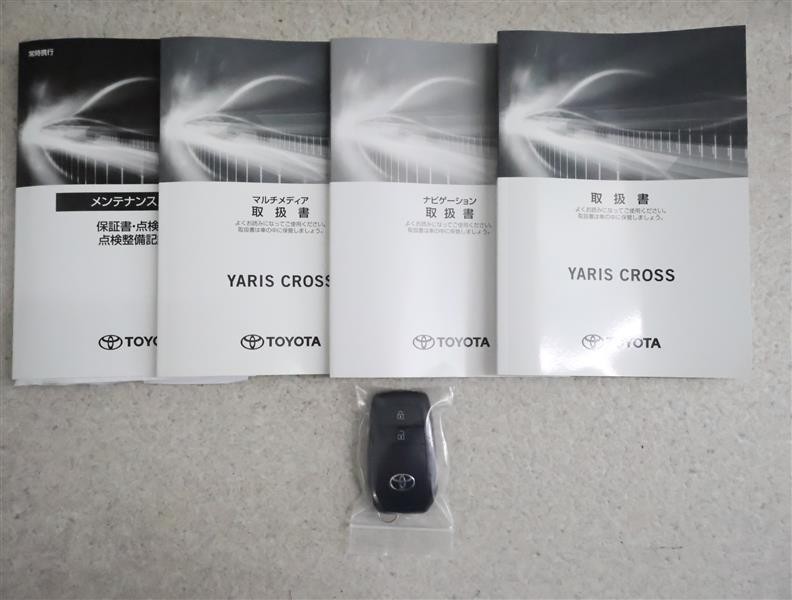 常時携行
メンテナンス
保証書・点検
点検整備記
TOYO
マルチメディア
取扱書
よくお読みになってご使用ください。
取扱書は車の中に保管しましょう。
YARIS CROSS
TOYOTA
ナビゲーション
取扱書
よくお読みになってご使用ください。
取扱書は車の中に保管しましょう。
TOYOTA
取扱書
よくお読みになってご使用ください。
取扱書は車の中に保管しましょう。
YARIS CROSS
TOYOTA